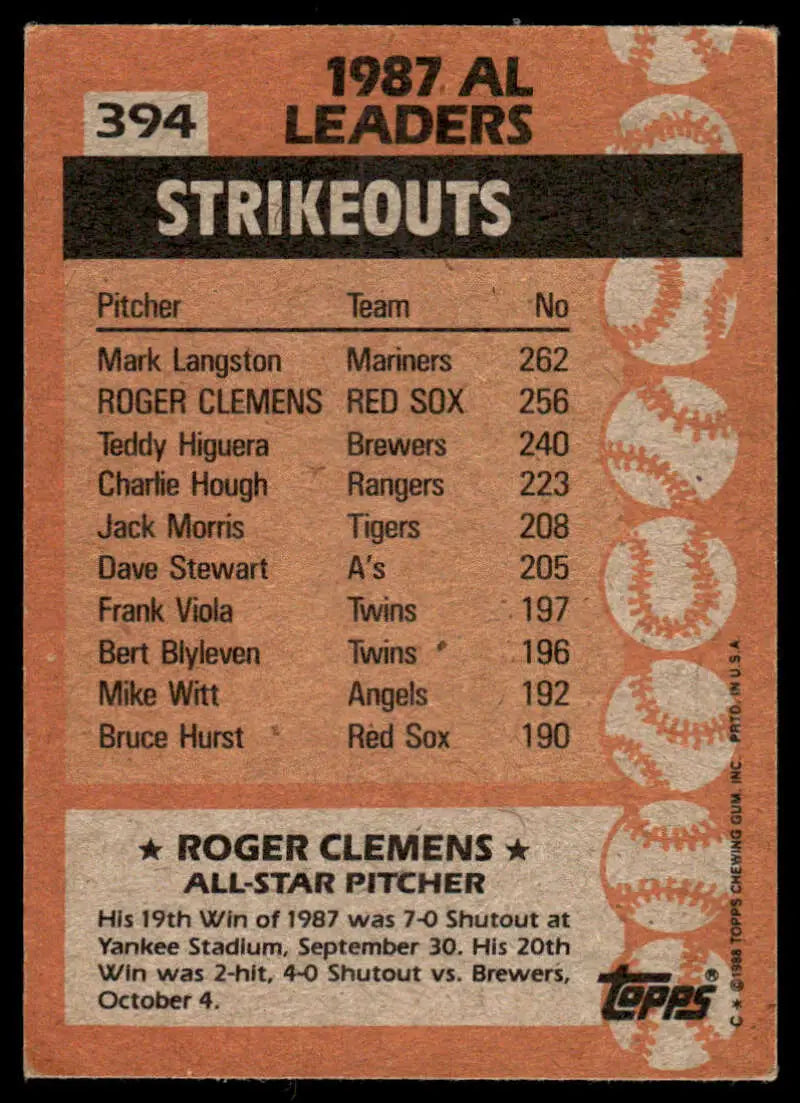 394
1987 AL
LEADERS
STRIKEOUTS
Pitcher Team No
Mark Langston Mariners 262
ROGER CLEMENS RED SOX 256
Teddy Higuera Brewers 240
Charlie Hough Rangers 223
Jack Morris Tigers 208
Dave Stewart A's 205
Frank Viola Twins 197
Bert Blyleven Twins 196
Mike Witt Angels 192
Bruce Hurst Red Sox 190
★ ROGER CLEMENS ★
ALL-STAR PITCHER
His 19th Win of 1987 was 7-0 Shutout at
Yankee Stadium, September 30. His 20th
Win was 2-hit, 4-0 Shutout vs. Brewers,
October 4.
topps®
C ★ ©1988 TOPPS CHEWING GUM, INC. PRTD. IN U.S.A.